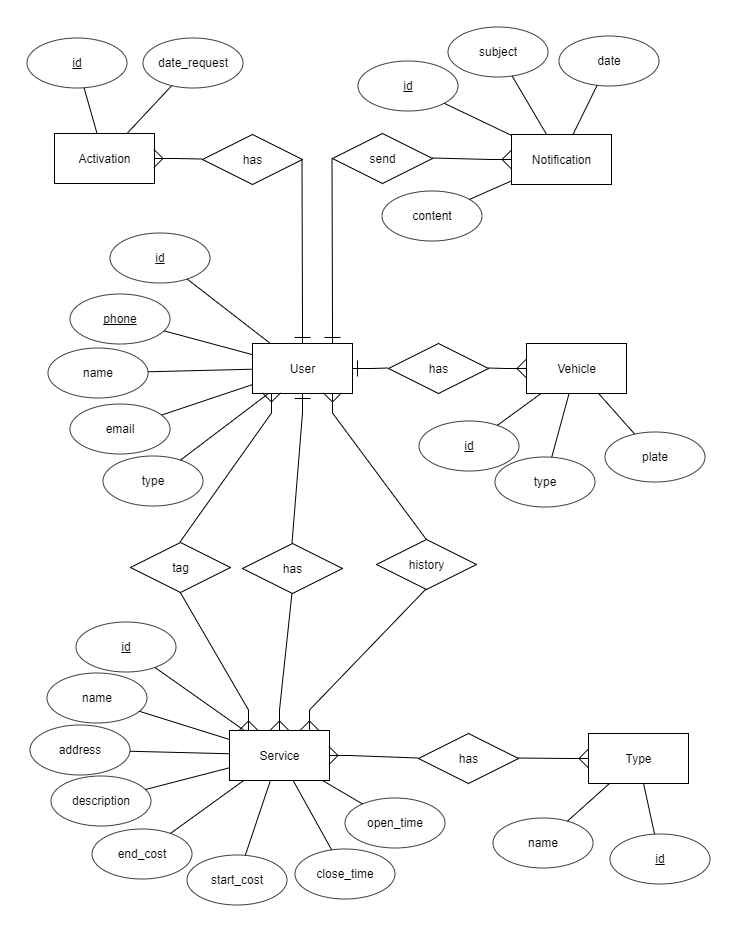 subject
id
date_request
date
id
Activation
has
send
Notification
content
id
phone
User
has
Vehicle
name
email
id
plate
type
type
tag
has
history
id
name
address
Service
has
Type
description
open_time
end_cost
name
id
start_cost
close_time